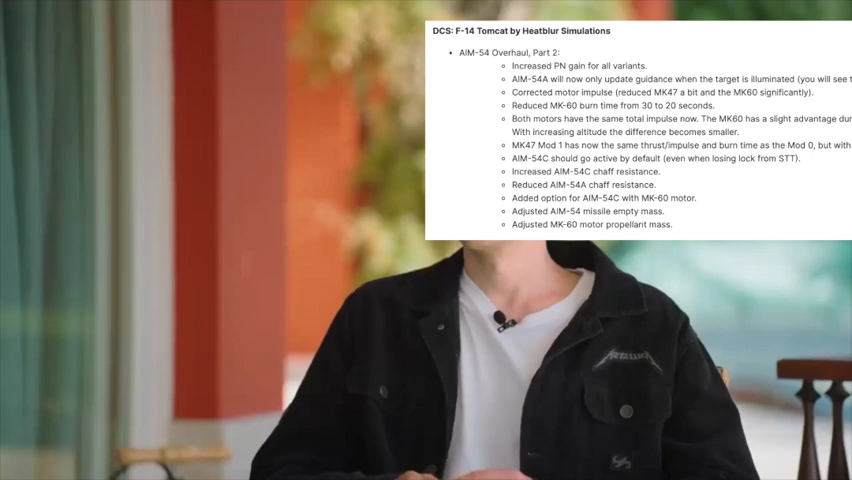 DCS: F-14 Tomcat by Heatblur Simulations
• AIM-54 Overhaul, Part 2:
◦ Increased PN gain for all variants.
◦ AIM-54A will now only update guidance when the target is illuminated (you will see t
◦ Corrected motor impulse (reduced MK47 a bit and the MK60 significantly).
◦ Reduced MK-60 burn time from 30 to 20 seconds.
◦ Both motors have the same total impulse now. The MK60 has a slight advantage dur
With increasing altitude the difference becomes smaller.
◦ MK47 Mod 1 has now the same thrust/impulse and burn time as the Mod 0, but with
◦ AIM-54C should go active by default (even when losing lock from STT).
◦ Increased AIM-54C chaff resistance.
◦ Reduced AIM-54A chaff resistance.
◦ Added option for AIM-54C with MK-60 motor.
◦ Adjusted AIM-54 missile empty mass.
◦ Adjusted MK-60 motor propellant mass.
METALLICA